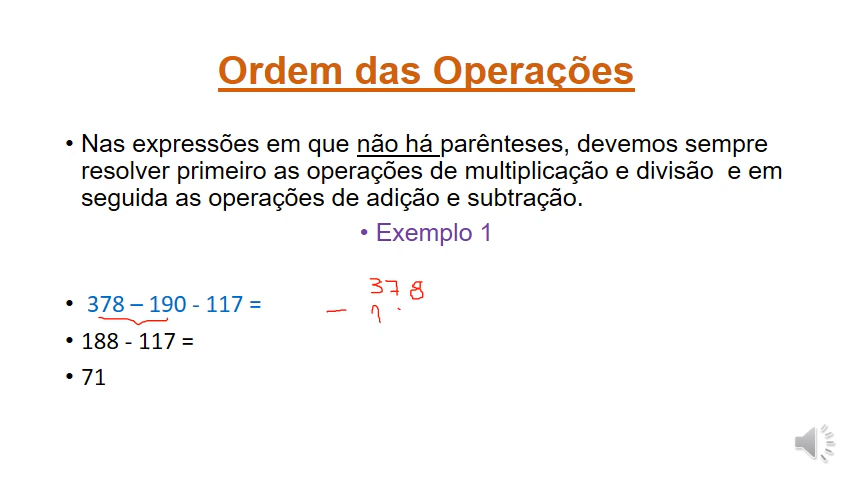 Ordem das Operações
• Nas expressões em que não há parênteses, devemos sempre
resolver primeiro as operações de multiplicação e divisão e em
seguida as operações de adição e subtração.
• Exemplo 1
• 378 – 190 - 117 =
• 188 - 117 =
• 71
378
– 1